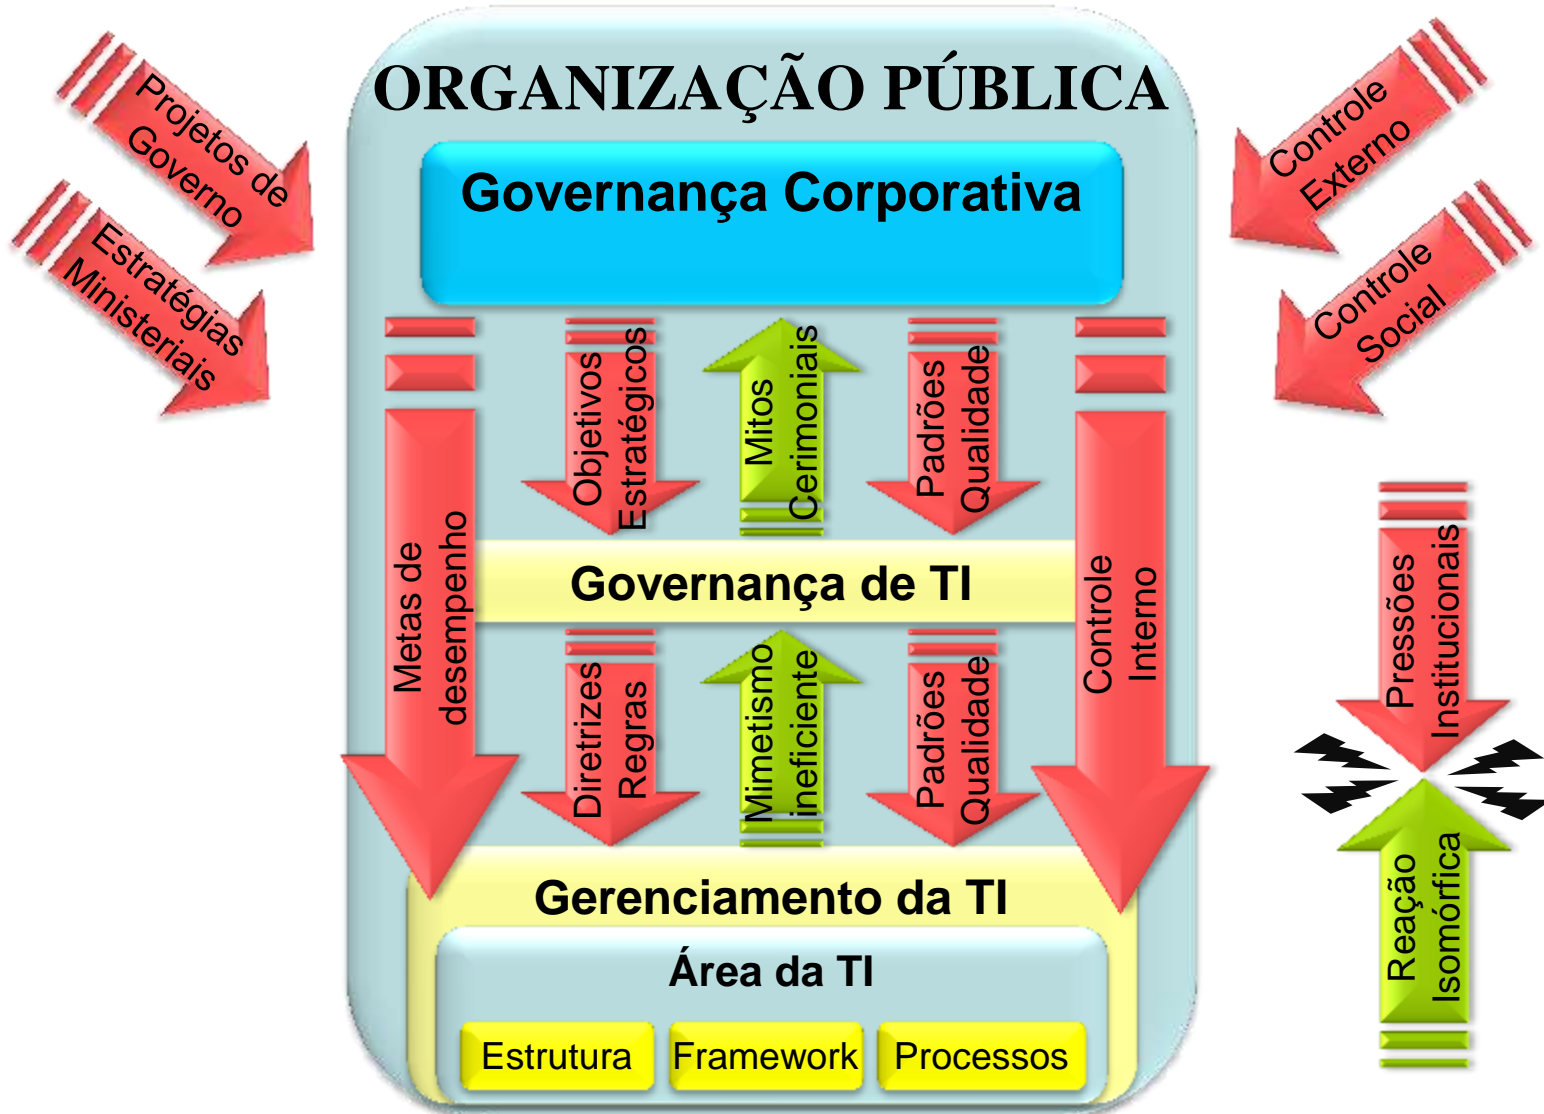 ORGANIZAÇÃO PÚBLICA
Projetos de
Governo
Estratégias
Ministeriais
Controle
Externo
Controle
Social
Governança Corporativa
Metas de
desempenho
Objetivos
Estratégicos
Mitos
Cerimoniais
Padrões
Qualidade
Controle
Interno
Governança de TI
Diretrizes
Regras
Mimetismo
ineficiente
Padrões
Qualidade
Gerenciamento da TI
Área da TI
Estrutura
Framework
Processos
Pressões
Institucionais
Reação
Isomórfica